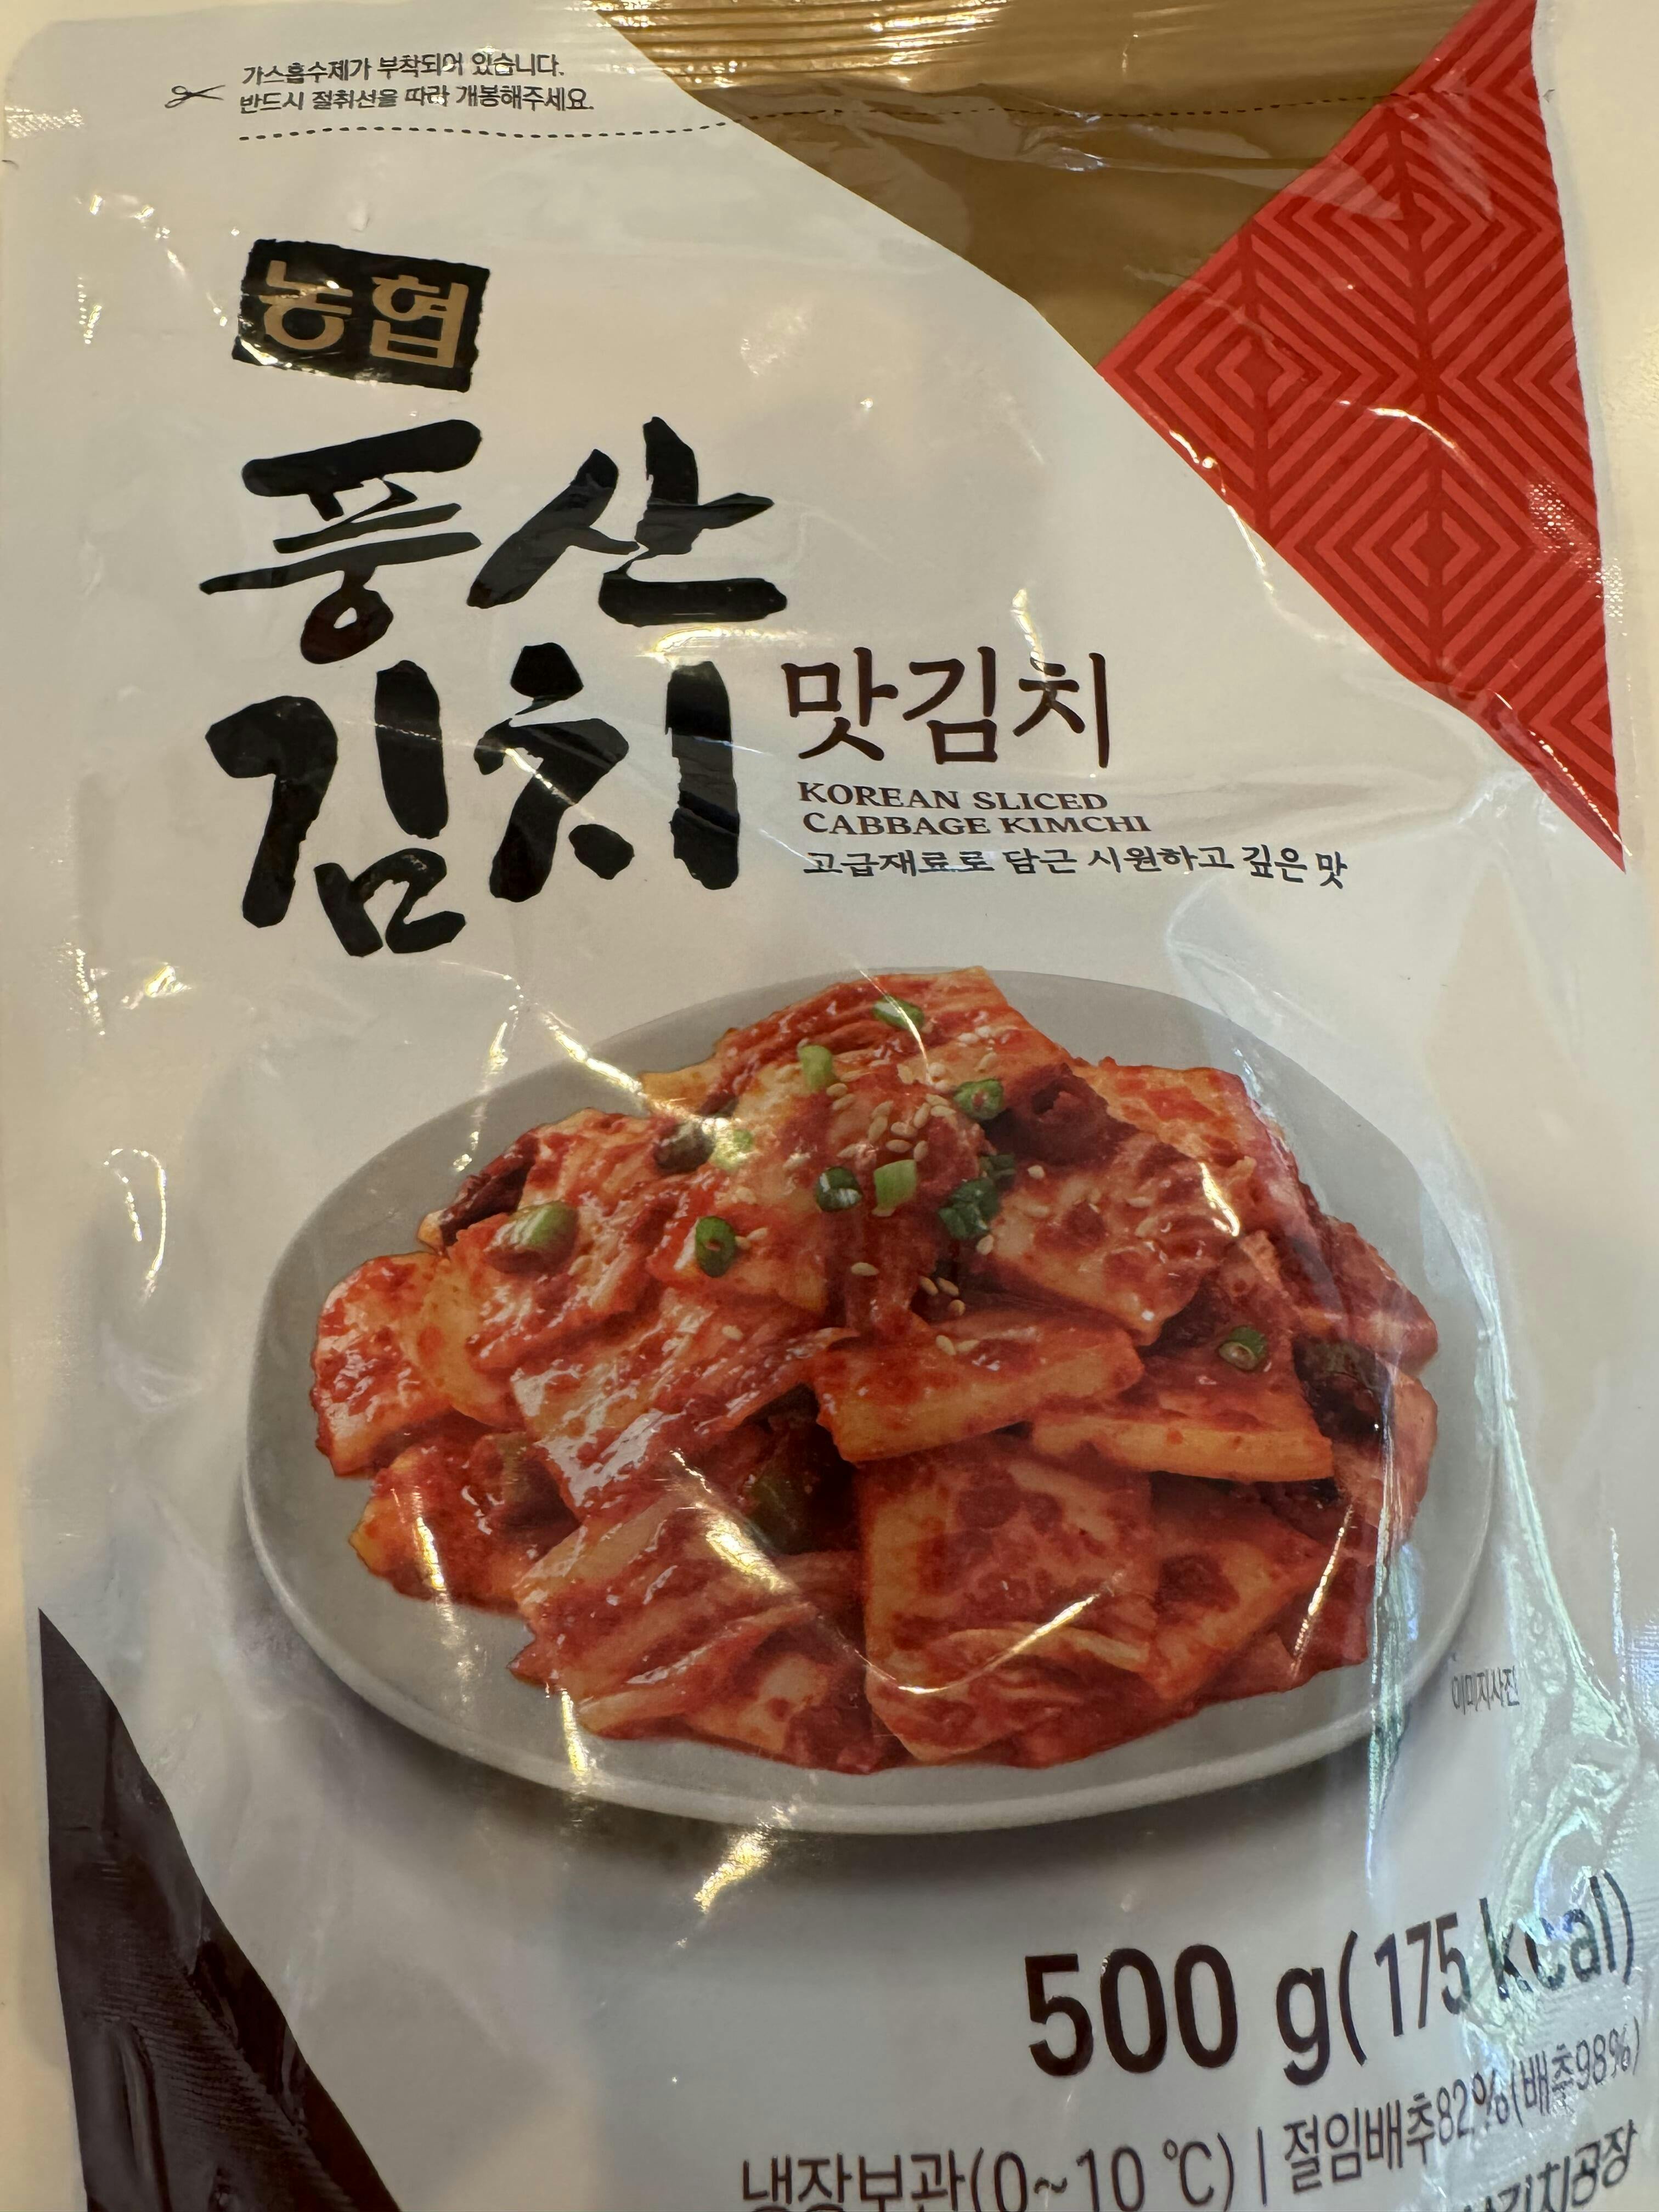 가스흡수제가 부착되어 있습니다.
반드시 절취선을 따라 개봉해주세요.
농협
풍산
김치
맛김치
KOREAN SLICED
CABBAGE KIMCHI
고급재료로 담근 시원하고 깊은 맛
이미지사진
500 g(175 kcal)
냉장보관(0~10 ℃) | 절임배추82%(배추98%)
김치공장